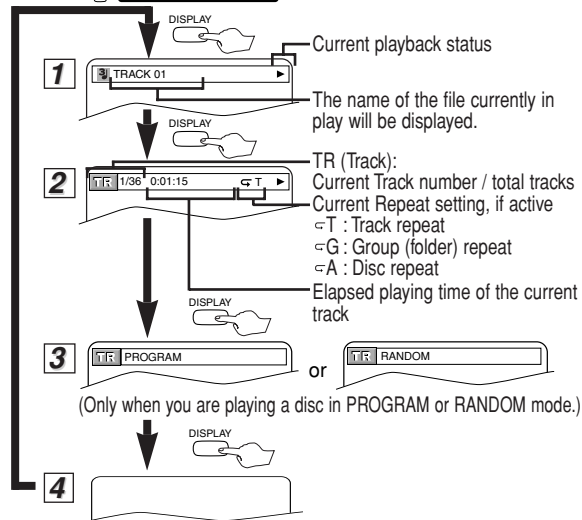 DISPLAY
1
TRACK 01
Current playback status
The name of the file currently in
play will be displayed.
DISPLAY
2
TR 1/36 0:01:15 T
TR (Track):
Current Track number / total tracks
Current Repeat setting, if active
T : Track repeat
G : Group (folder) repeat
A : Disc repeat
Elapsed playing time of the current
track
DISPLAY
3
TR PROGRAM
or
TR RANDOM
(Only when you are playing a disc in PROGRAM or RANDOM mode.)
DISPLAY
4